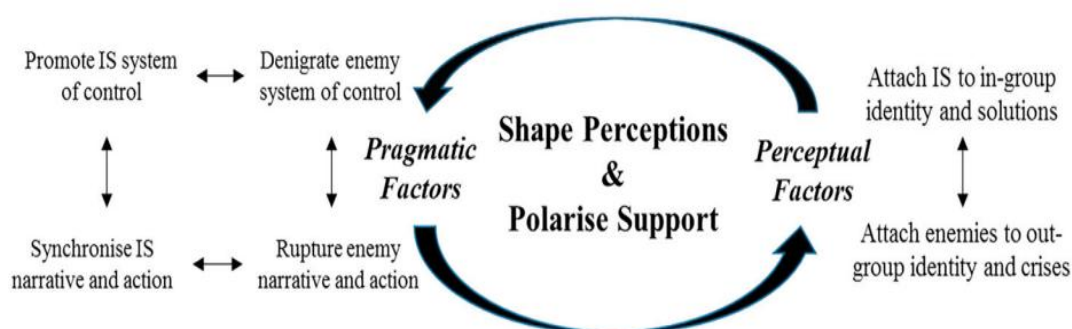 Promote IS system
of control
Denigrate enemy
system of control
Synchronise IS
narrative and action
Rupture enemy
narrative and action
Pragmatic
Factors
Shape Perceptions
&
Polarise Support
Perceptual
Factors
Attach IS to in-group
identity and solutions
Attach enemies to out-
group identity and crises